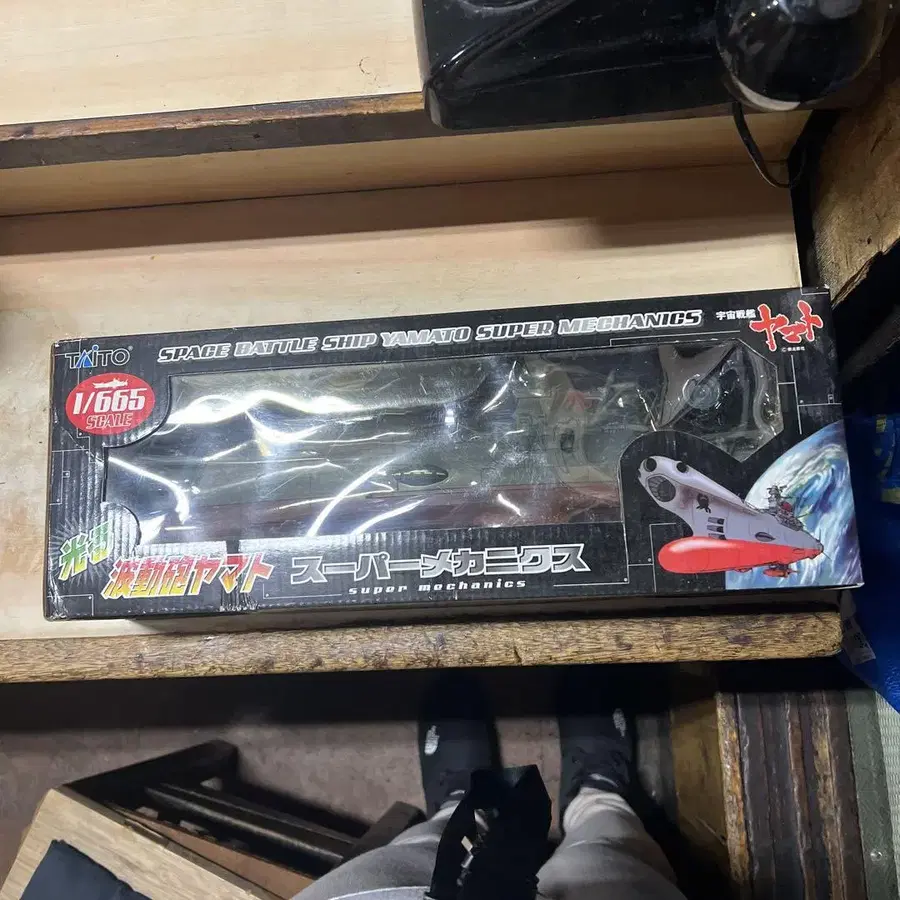 TAITO
SPACE BATTLE SHIP YAMATO SUPER MECHANICS
宇宙戦艦
ヤマト
1/665
SCALE
光る
波動砲ヤマト
スーパーメカニクス
super mechanics